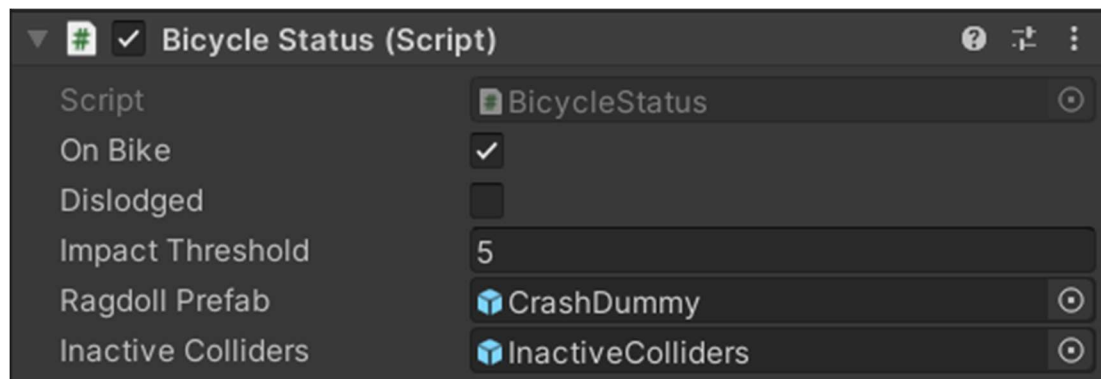 Bicycle Status (Script)
Script BicycleStatus
On Bike
Dislodged
Impact Threshold 5
Ragdoll Prefab CrashDummy
Inactive Colliders InactiveColliders